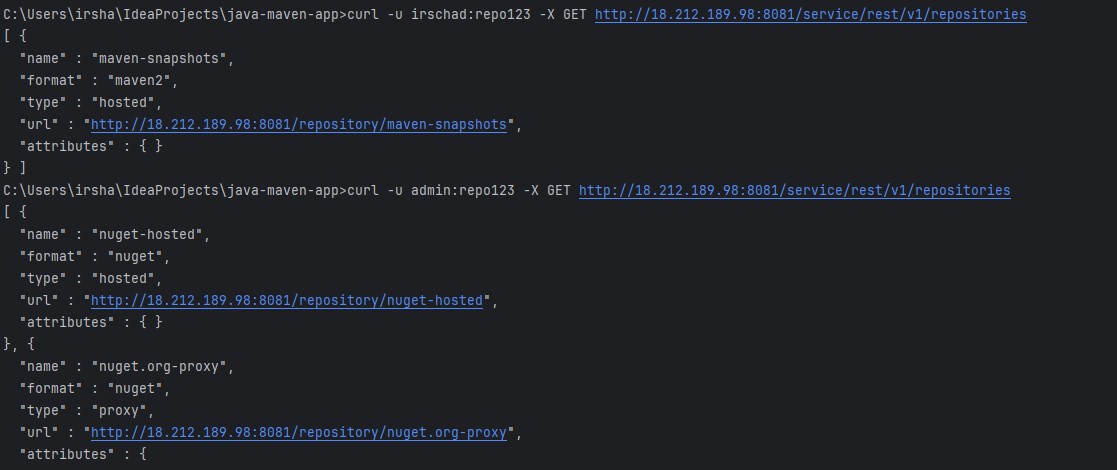 C:\Users\irsha\IdeaProjects\java-maven-app>curl -u irschad:repo123 -X GET http://18.212.189.98:8081/service/rest/v1/repositories
[ {
  "name" : "maven-snapshots",
  "format" : "maven2",
  "type" : "hosted",
  "url" : "http://18.212.189.98:8081/repository/maven-snapshots",
  "attributes" : { }
} ]
C:\Users\irsha\IdeaProjects\java-maven-app>curl -u admin:repo123 -X GET http://18.212.189.98:8081/service/rest/v1/repositories
[ {
  "name" : "nuget-hosted",
  "format" : "nuget",
  "type" : "hosted",
  "url" : "http://18.212.189.98:8081/repository/nuget-hosted",
  "attributes" : { }
}, {
  "name" : "nuget.org-proxy",
  "format" : "nuget",
  "type" : "proxy",
  "url" : "http://18.212.189.98:8081/repository/nuget.org-proxy",
  "attributes" : {